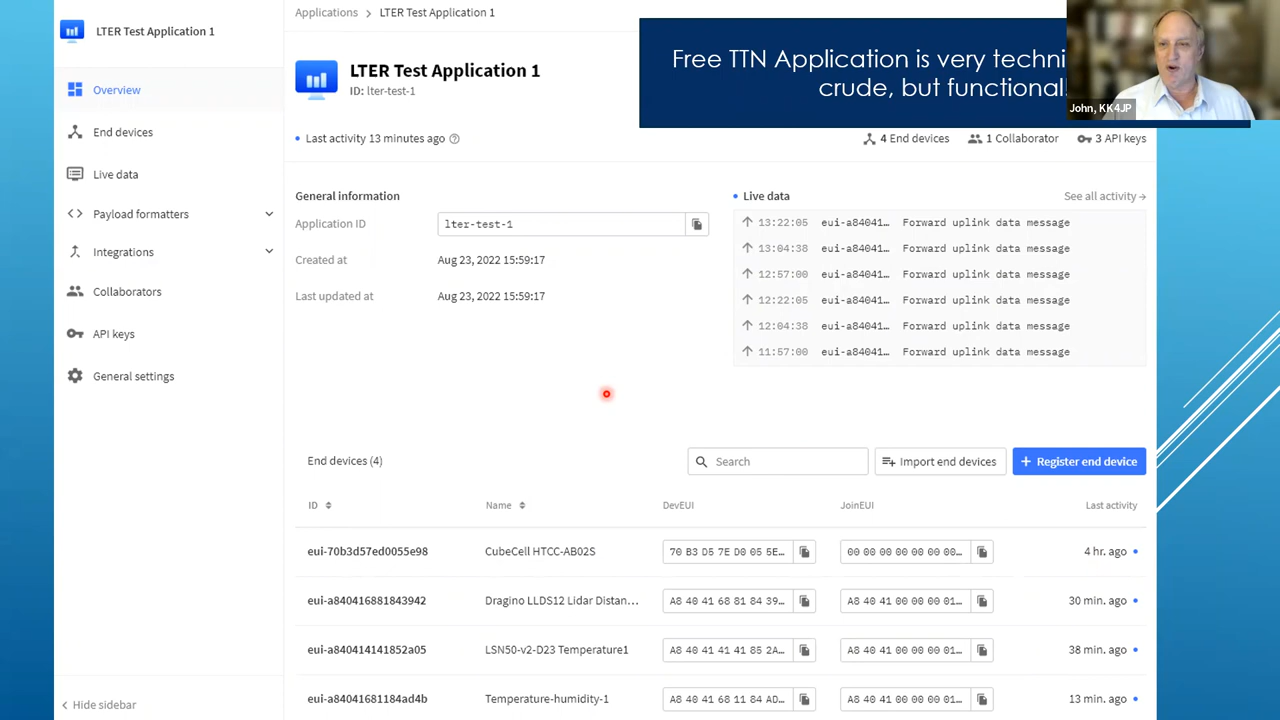 LTER Test Application 1
Overview
End devices
Live data
Payload formatters
Integrations
Collaborators
API keys
General settings
Hide sidebar
Applications > LTER Test Application 1
LTER Test Application 1
ID: lter-test-1
Free TTN Application is very
crude, but functional
John, KK4JP
Last activity 13 minutes ago
4 End devices 1 Collaborator 3 API keys
General information
Application ID lter-test-1
Created at Aug 23, 2022 15:59:17
Last updated at Aug 23, 2022 15:59:17
Live data See all activity →
↑ 13:22:05 eui-a84041… Forward uplink data message
↑ 13:04:38 eui-a84041… Forward uplink data message
↑ 12:57:00 eui-a84041… Forward uplink data message
↑ 12:22:05 eui-a84041… Forward uplink data message
↑ 12:04:38 eui-a84041… Forward uplink data message
↑ 11:57:00 eui-a84041… Forward uplink data message
End devices (4) Search Import end devices + Register end device
ID Name DevEUI JoinEUI Last activity
eui-70b3d57ed0055e98 CubeCell HTCC-AB02S 70 B3 D5 7E D0 05 5E… 00 00 00 00 00 00 00… 4 hr. ago
eui-a840416881843942 Dragino LLDS12 Lidar Distan… A8 40 41 68 81 84 39… A8 40 41 00 00 00 01… 30 min. ago
eui-a840414141852a05 LSN50-v2-D23 Temperature1 A8 40 41 41 41 85 2A… A8 40 41 00 00 00 01… 38 min. ago
eui-a84041681184ad4b Temperature-humidity-1 A8 40 41 68 11 84 AD… A8 40 41 00 00 00 01… 13 min. ago